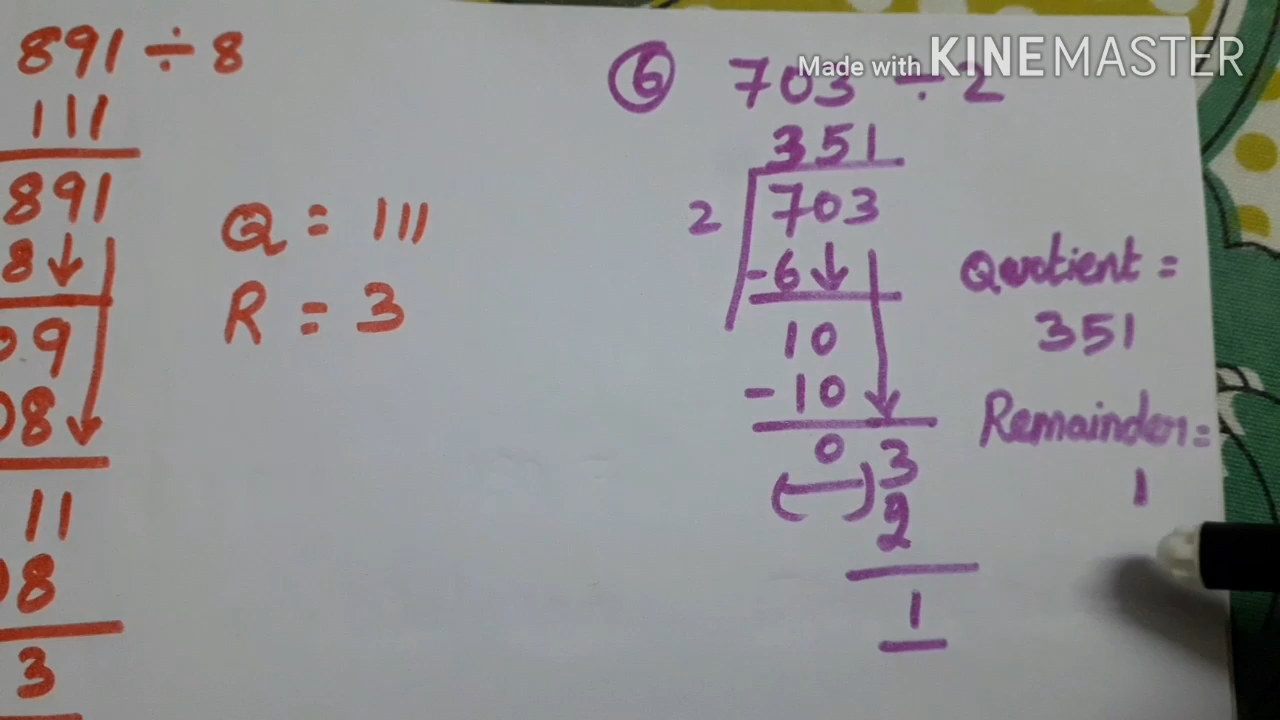 891 ÷ 8
111
891
8↓
09
08↓
11
08
3
Q = 111
R = 3
Made with KINEMASTER
6 703 ÷ 2
351
2 703
-6↓
10
-10
0 3
( ) 2
1
Quotient =
351
Remainder =
1